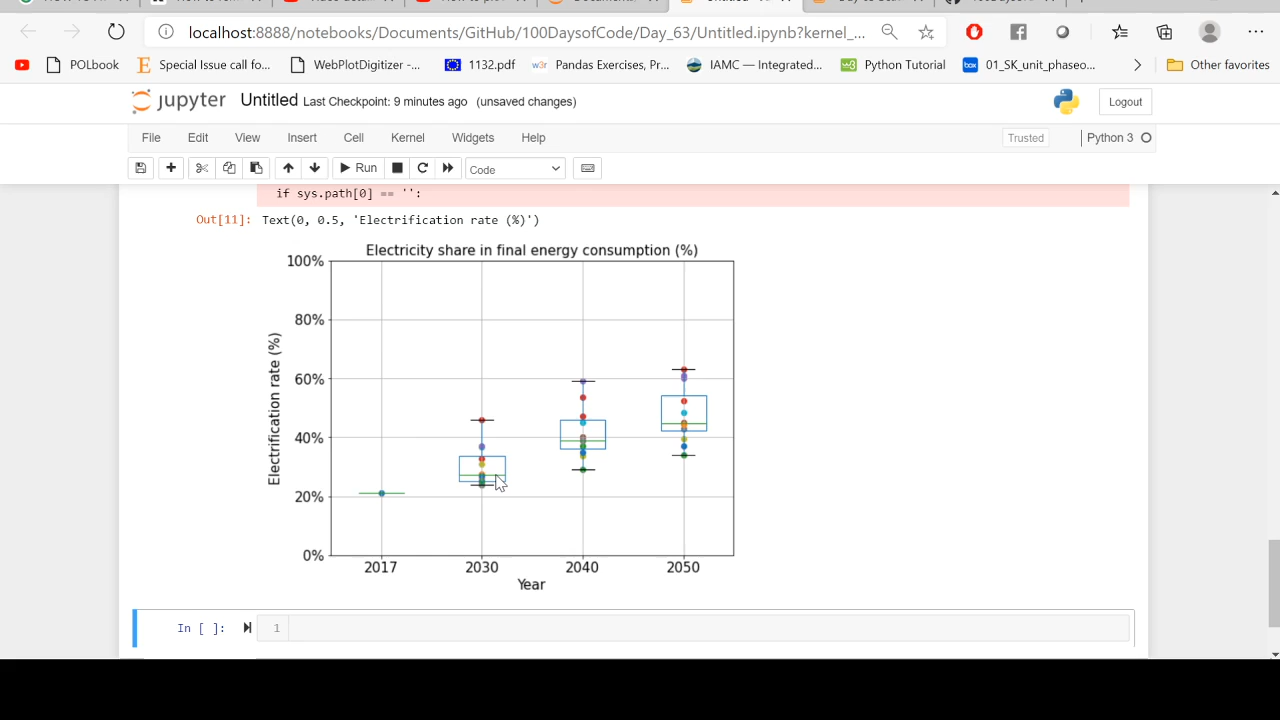 localhost:8888/notebooks/Documents/GitHub/100DaysofCode/Day_63/Untitled.ipynb?kernel_...
POLbook
Special Issue call fo...
WebPlotDigitizer -...
1132.pdf
w3r
Pandas Exercises, Pr...
IAMC — Integrated...
Python Tutorial
box
01_SK_unit_phaseo...
Other favorites
jupyter Untitled Last Checkpoint: 9 minutes ago (unsaved changes)
Logout
File Edit View Insert Cell Kernel Widgets Help
Trusted
Python 3
Run
Code
if sys.path[0] == '':
Out[11]: Text(0, 0.5, 'Electrification rate (%)')
Electricity share in final energy consumption (%)
100%
80%
60%
40%
20%
0%
Electrification rate (%)
2017 2030 2040 2050
Year
In [ ]:
1